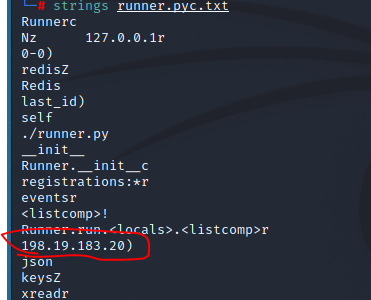 └─# strings runner.pyc.txt
Runnerc
Nz      127.0.0.1r
0-0)
redisZ
Redis
last_id)
self
./runner.py
__init__
Runner.__init__c
registrations:*r
eventsr
<listcomp>!
Runner.run.<locals>.<listcomp>r
198.19.183.20)
json
keysZ
xreadr